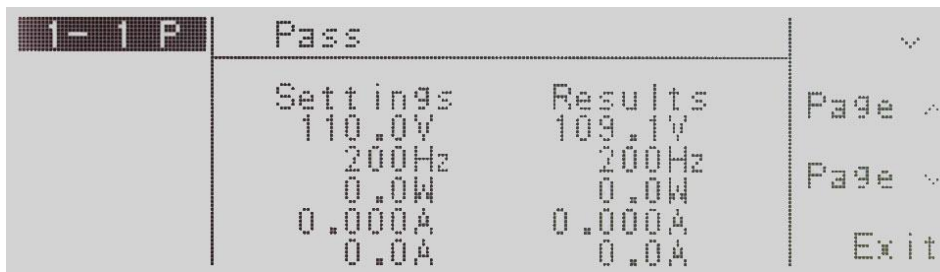 1- 1 P Pass
Settings Results
110.0V 109.1V
200Hz 200Hz Page ^
0.0W 0.0W Page v
0.000A 0.000A
0.0A 0.0A Exit